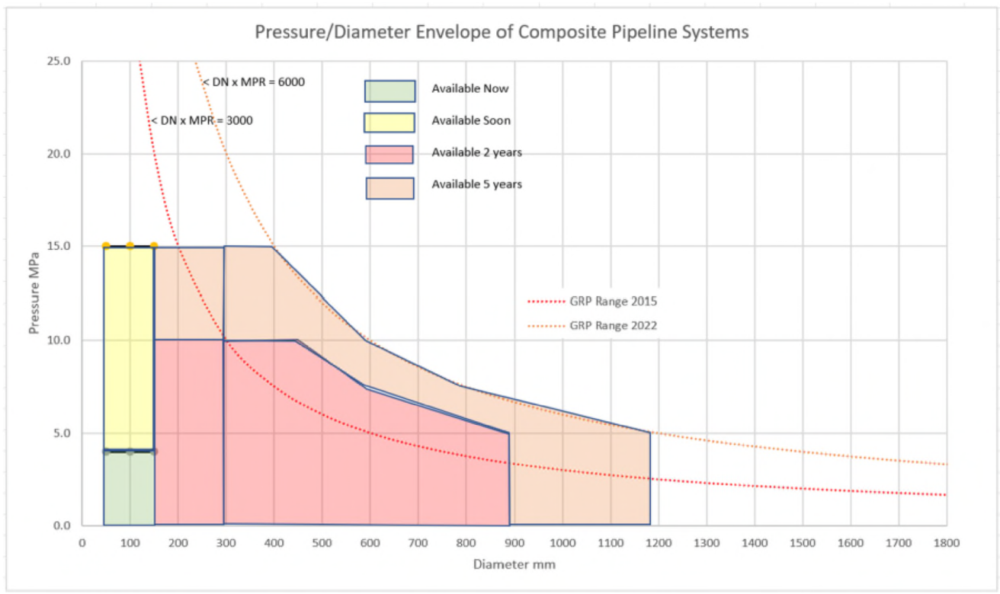 Pressure/Diameter Envelope of Composite Pipeline Systems
25.0
20.0
15.0
10.0
5.0
0.0
Pressure MPa
< DN x MPR = 6000
< DN x MPR = 3000
Available Now
Available Soon
Available 2 years
Available 5 years
GRP Range 2015
GRP Range 2022
0 100 200 300 400 500 600 700 800 900 1000 1100 1200 1300 1400 1500 1600 1700 1800
Diameter mm